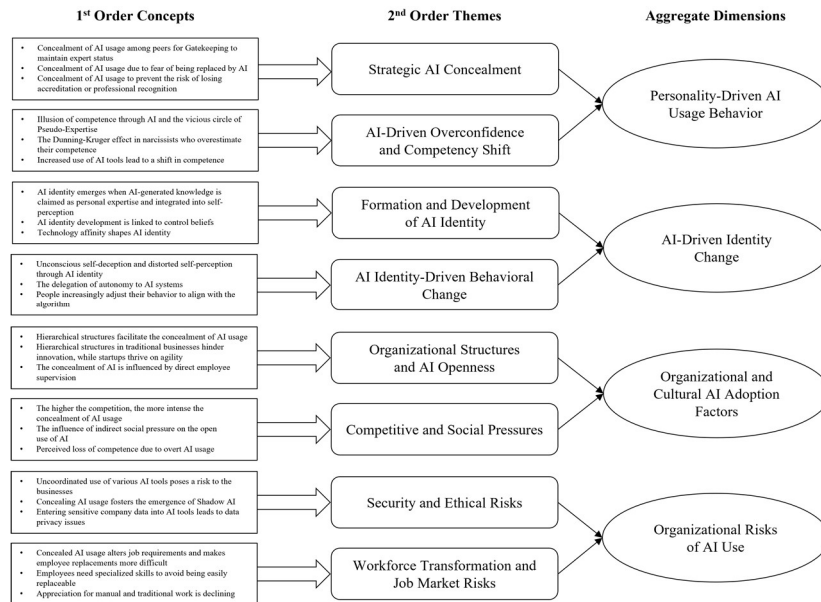 1st Order Concepts
2nd Order Themes
Aggregate Dimensions
• Concealment of AI usage among peers for Gatekeeping to
maintain expert status
• Concealment of AI usage due to fear of being replaced by AI
• Concealment of AI usage to prevent the risk of losing
accreditation or professional recognition
Strategic AI Concealment
Personality-Driven AI
Usage Behavior
• Illusion of competence through AI and the vicious circle of
Pseudo-Expertise
• The Dunning-Kruger effect in narcissists who overestimate
their competence
• Increased use of AI tools lead to a shift in competence
AI-Driven Overconfidence
and Competency Shift
• AI identity emerges when AI-generated knowledge is
claimed as personal expertise and integrated into self-
perception
• AI identity development is linked to control beliefs
• Technology affinity shapes AI identity
Formation and Development
of AI Identity
AI-Driven Identity
Change
• Unconscious self-deception and distorted self-perception
through AI identity
• The delegation of autonomy to AI systems
• People increasingly adjust their behavior to align with the
algorithm
AI Identity-Driven Behavioral
Change
• Hierarchical structures facilitate the concealment of AI usage
• Hierarchical structures in traditional businesses hinder
innovation, while startups thrive on agility
• The concealment of AI is influenced by direct employee
supervision
Organizational Structures
and AI Openness
Organizational and
Cultural AI Adoption
Factors
• The higher the competition, the more intense the
concealment of AI usage
• The influence of indirect social pressure on the open
use of AI
• Perceived loss of competence due to overt AI usage
Competitive and Social Pressures
• Uncoordinated use of various AI tools poses a risk to the
businesses
• Concealing AI usage fosters the emergence of Shadow AI
• Entering sensitive company data into AI tools leads to data
privacy issues
Security and Ethical Risks
Organizational Risks
of AI Use
• Concealed AI usage alters job requirements and makes
employee replacements more difficult
• Employees need specialized skills to avoid being easily
replaceable
• Appreciation for manual and traditional work is declining
Workforce Transformation and
Job Market Risks